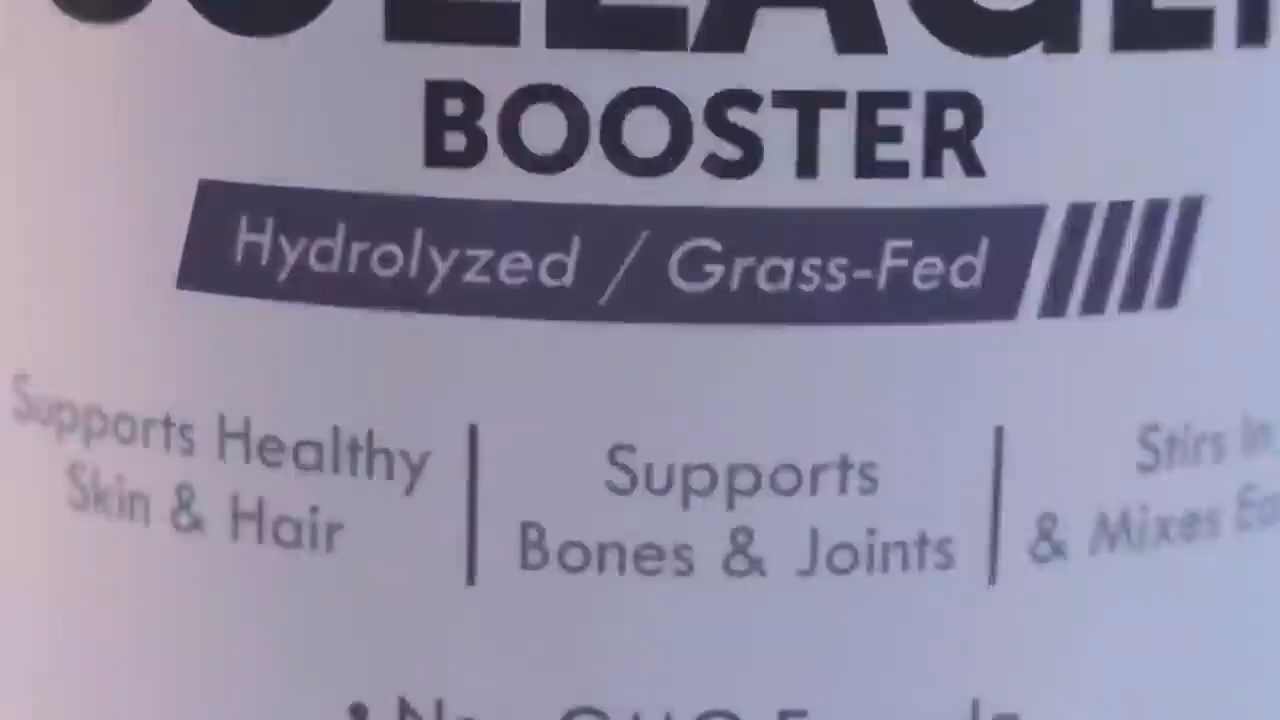 BOOSTER
Hydrolyzed / Grass-Fed
Supports Healthy
Skin & Hair
Supports
Bones & Joints
Stirs In
& Mixes